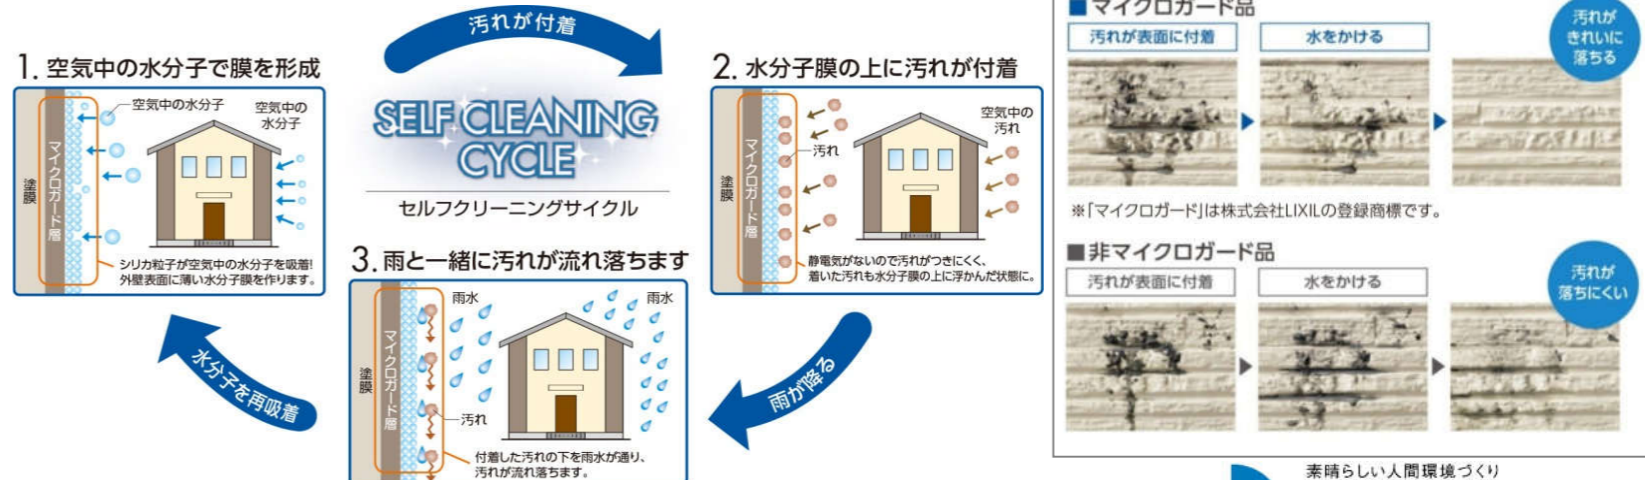 汚れが付着
1. 空気中の水分子で膜を形成
空気中の水分子
空気中の
水分子
マイクロガード層
塗膜
シリカ粒子が空気中の水分子を吸着!
外壁表面に薄い水分子膜を作ります。
SELF CLEANING
CYCLE
セルフクリーニングサイクル
2. 水分子膜の上に汚れが付着
空気中の
汚れ
汚れ
マイクロガード層
塗膜
静電気がないので汚れがつきにくく、
着いた汚れも水分子膜の上に浮かんだ状態に。
雨が降る
3. 雨と一緒に汚れが流れ落ちます
雨水
雨水
マイクロガード層
塗膜
汚れ
付着した汚れの下を雨水が通り、
汚れが流れ落ちます。
水分子を再吸着
■マイクロガード品
汚れが表面に付着
水をかける
汚れが
きれいに
落ちる
※「マイクロガード」は株式会社LIXILの登録商標です。
■非マイクロガード品
汚れが表面に付着
水をかける
汚れが
落ちにくい
素晴らしい人間環境づくり